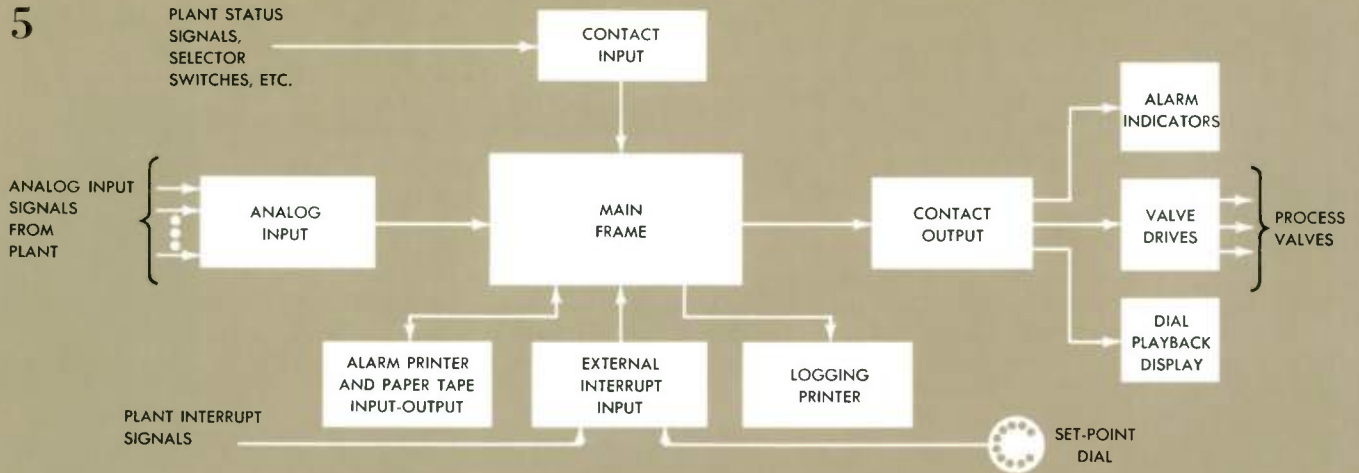 5
PLANT STATUS
SIGNALS,
SELECTOR
SWITCHES, ETC.
CONTACT
INPUT
ALARM
INDICATORS
ANALOG INPUT
SIGNALS
FROM
PLANT
ANALOG
INPUT
MAIN
FRAME
CONTACT
OUTPUT
VALVE
DRIVES
PROCESS
VALVES
DIAL
PLAYBACK
DISPLAY
ALARM PRINTER
AND PAPER TAPE
INPUT-OUTPUT
EXTERNAL
INTERRUPT
INPUT
LOGGING
PRINTER
PLANT INTERRUPT
SIGNALS
SET-POINT
DIAL